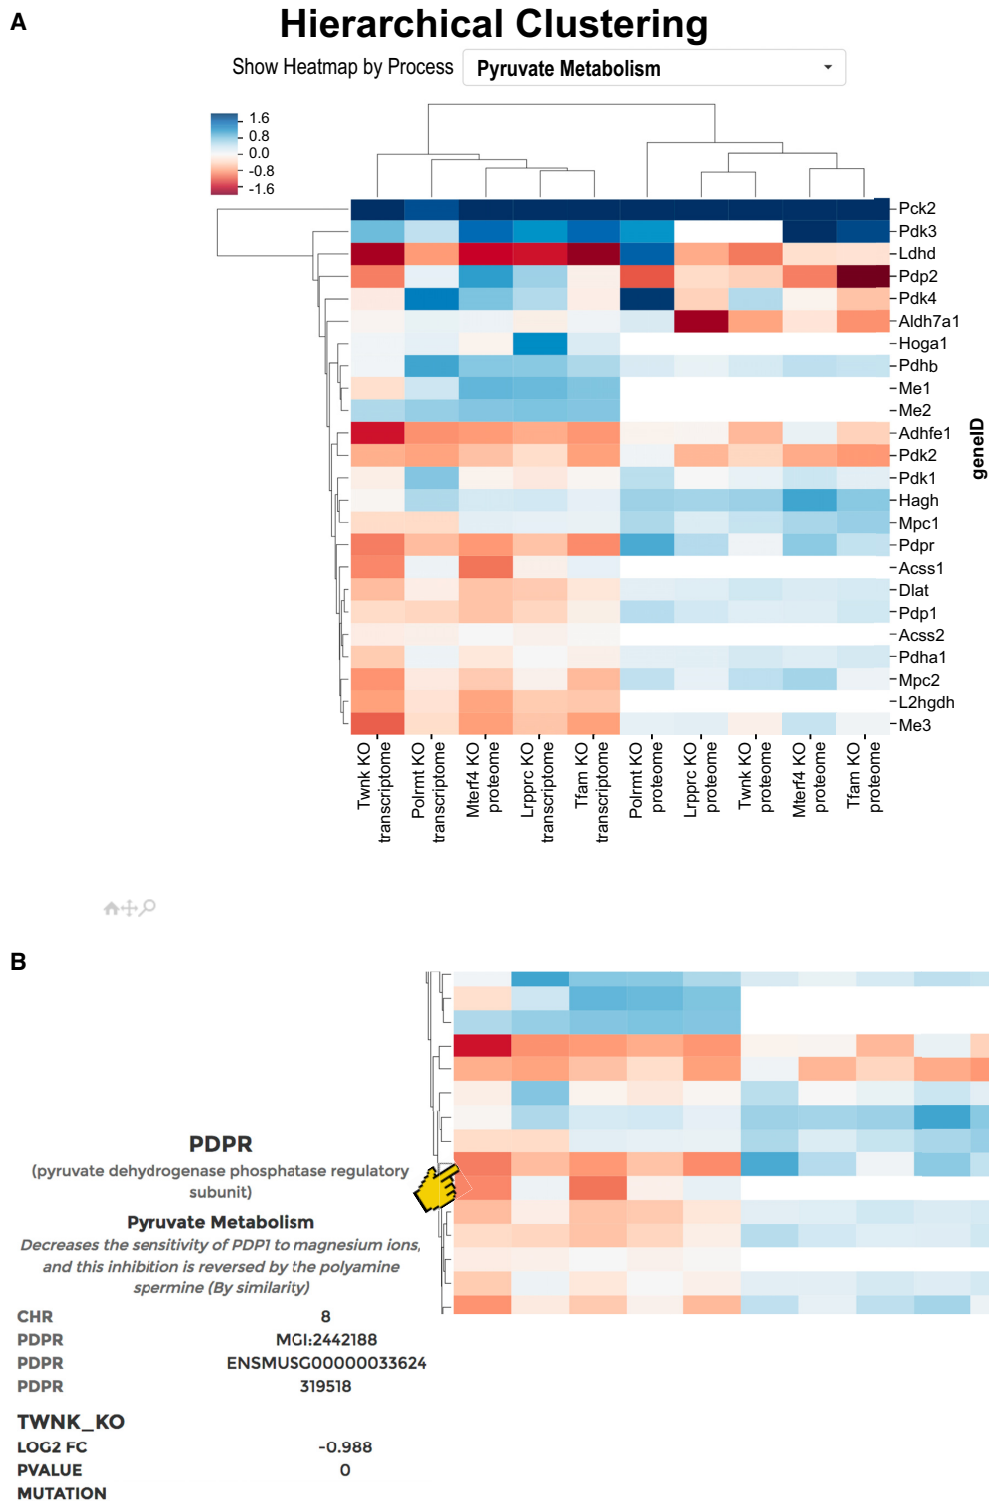 A
Hierarchical Clustering
Show Heatmap by Process
Pyruvate Metabolism
1.6
0.8
0.0
-0.8
-1.6
Pck2
Pdk3
Ldhd
Pdp2
Pdk4
Aldh7a1
Hoga1
Pdhb
Me1
Me2
Adhfe1
Pdk2
Pdk1
Hagh
Mpc1
Pdpr
Acss1
Dlat
Pdp1
Acss2
Pdha1
Mpc2
L2hgdh
Me3
geneID
Twnk KO
transcriptome
Polrmt KO
transcriptome
Mterf4 KO
proteome
Lrpprc KO
transcriptome
Tfam KO
transcriptome
Polrmt KO
proteome
Lrpprc KO
proteome
Twnk KO
proteome
Mterf4 KO
proteome
Tfam KO
proteome
B
PDPR
(pyruvate dehydrogenase phosphatase regulatory
subunit)
Pyruvate Metabolism
Decreases the sensitivity of PDP1 to magnesium ions,
and this inhibition is reversed by the polyamine
spermine (By similarity)
CHR 8
PDPR MGI:2442188
PDPR ENSMUSG00000033624
PDPR 319518
TWNK_KO
LOG2 FC -0.988
PVALUE 0
MUTATION